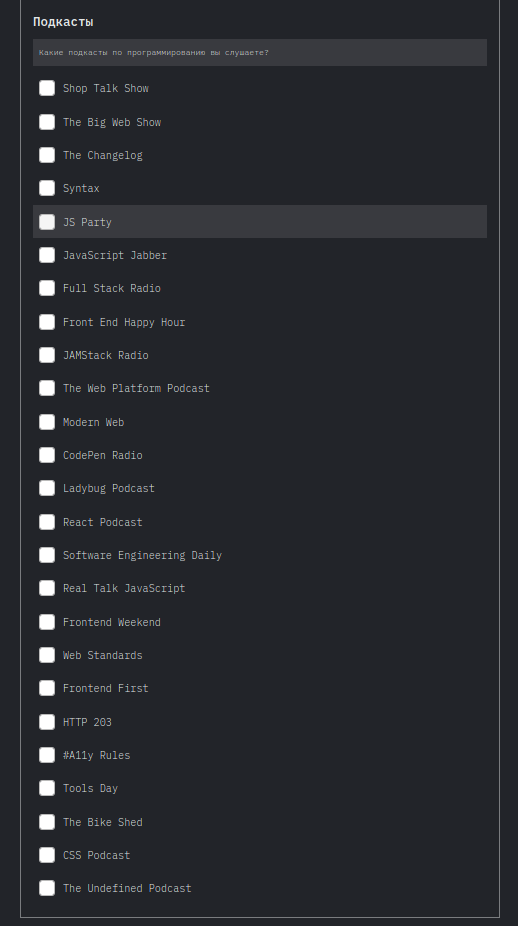 Подкасты
Какие подкасты по программированию вы слушаете?
Shop Talk Show
The Big Web Show
The Changelog
Syntax
JS Party
JavaScript Jabber
Full Stack Radio
Front End Happy Hour
JAMStack Radio
The Web Platform Podcast
Modern Web
CodePen Radio
Ladybug Podcast
React Podcast
Software Engineering Daily
Real Talk JavaScript
Frontend Weekend
Web Standards
Frontend First
HTTP 203
#A11y Rules
Tools Day
The Bike Shed
CSS Podcast
The Undefined Podcast